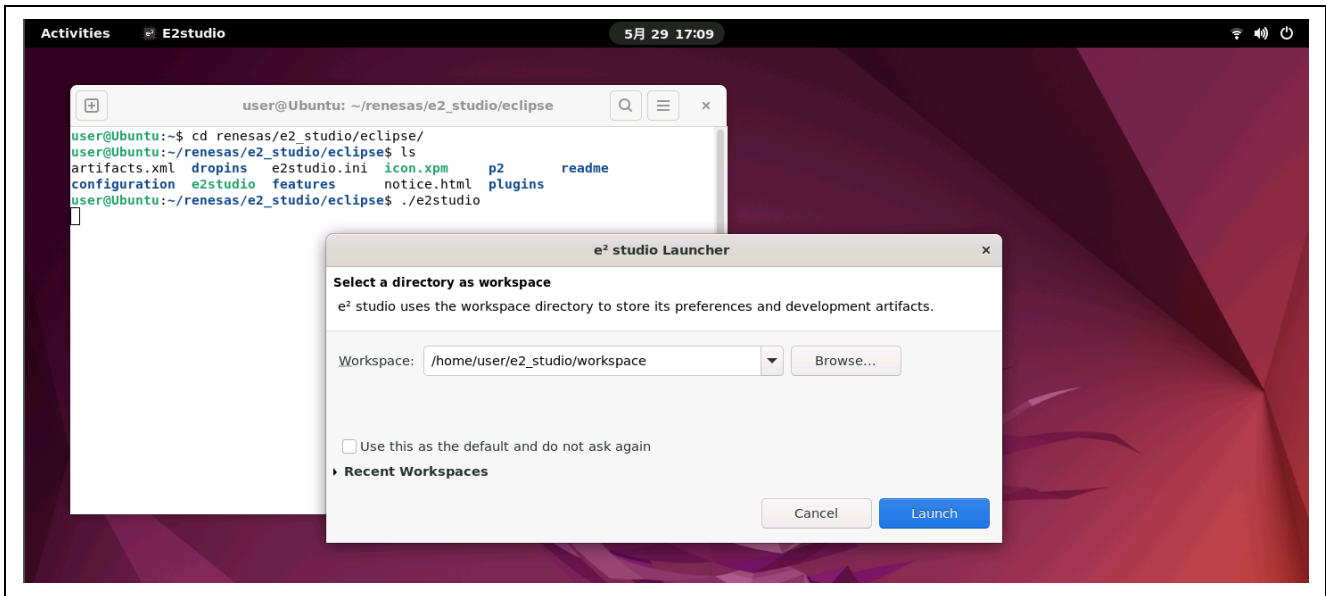 Activities E2studio 5月 29 17:09
user@Ubuntu: ~/renesas/e2_studio/eclipse
user@Ubuntu:~$ cd renesas/e2_studio/eclipse/
user@Ubuntu:~/renesas/e2_studio/eclipse$ ls
artifacts.xml dropins e2studio.ini icon.xpm p2 readme
configuration e2studio features notice.html plugins
user@Ubuntu:~/renesas/e2_studio/eclipse$ ./e2studio
e² studio Launcher
Select a directory as workspace
e² studio uses the workspace directory to store its preferences and development artifacts.
Workspace: /home/user/e2_studio/workspace Browse...
Use this as the default and do not ask again
Recent Workspaces
Cancel Launch